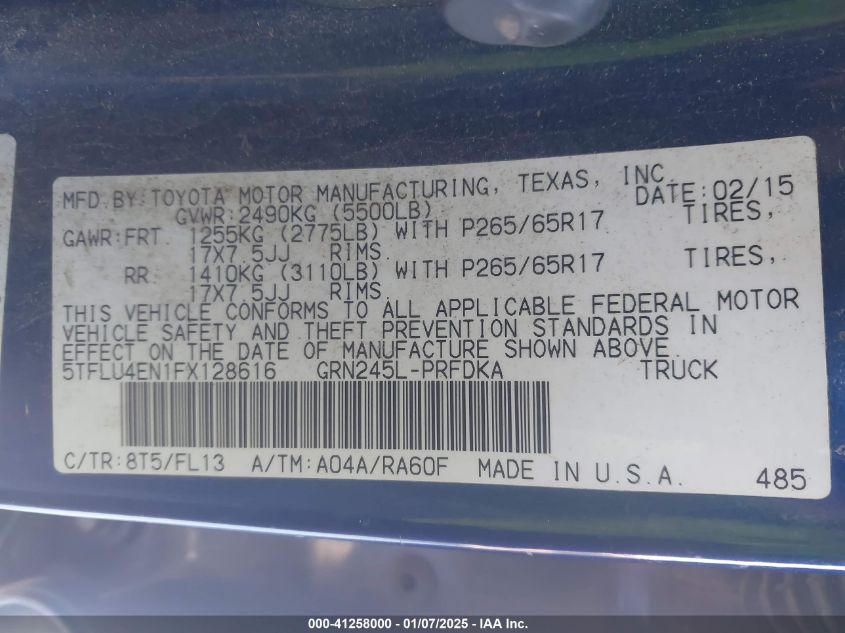 MFD.BY:TOYOTA MOTOR MANUFACTURING, TEXAS, INC.
DATE:02/15
GVWR:2490KG (5500LB)
GAWR:FRT 1255KG (2775LB) WITH P265/65R17 TIRES,
17X7.5JJ RIMS
RR 1410KG (3110LB) WITH P265/65R17 TIRES,
17X7.5JJ RIMS
THIS VEHICLE CONFORMS TO ALL APPLICABLE FEDERAL MOTOR
VEHICLE SAFETY AND THEFT PREVENTION STANDARDS IN
EFFECT ON THE DATE OF MANUFACTURE SHOWN ABOVE.
5TFLU4EN1FX128616 GRN245L-PRFDKA TRUCK
C/TR:8T5/FL13 A/TM:A04A/RA60F MADE IN U.S.A. 485
000-41258000 - 01/07/2025 - IAA Inc.